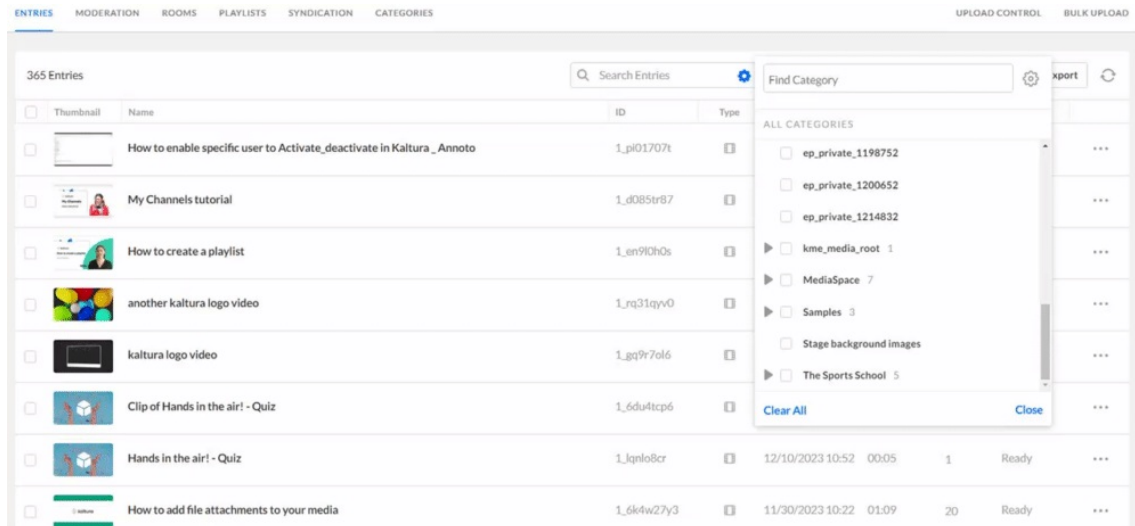 ENTRIES MODERATION ROOMS PLAYLISTS SYNDICATION CATEGORIES UPLOAD CONTROL BULK UPLOAD
365 Entries Search Entries Find Category xport
Thumbnail Name ID Type
ALL CATEGORIES
How to enable specific user to Activate_deactivate in Kaltura _ Annoto 1_pi01707t ep_private_1198752
ep_private_1200652
My Channels tutorial 1_d085tr87
ep_private_1214832
How to create a playlist 1_en9l0h0s kme_media_root 1
MediaSpace 7
another kaltura logo video 1_rq31qyv0
Samples 3
Stage background images
kaltura logo video 1_gq9r7ol6
The Sports School 5
Clip of Hands in the air! - Quiz 1_6du4tcp6 Clear All Close
Hands in the air! - Quiz 1_lqnlo8cr 12/10/2023 10:52 00:05 1 Ready
How to add file attachments to your media 1_6k4w27y3 11/30/2023 10:22 01:09 20 Ready